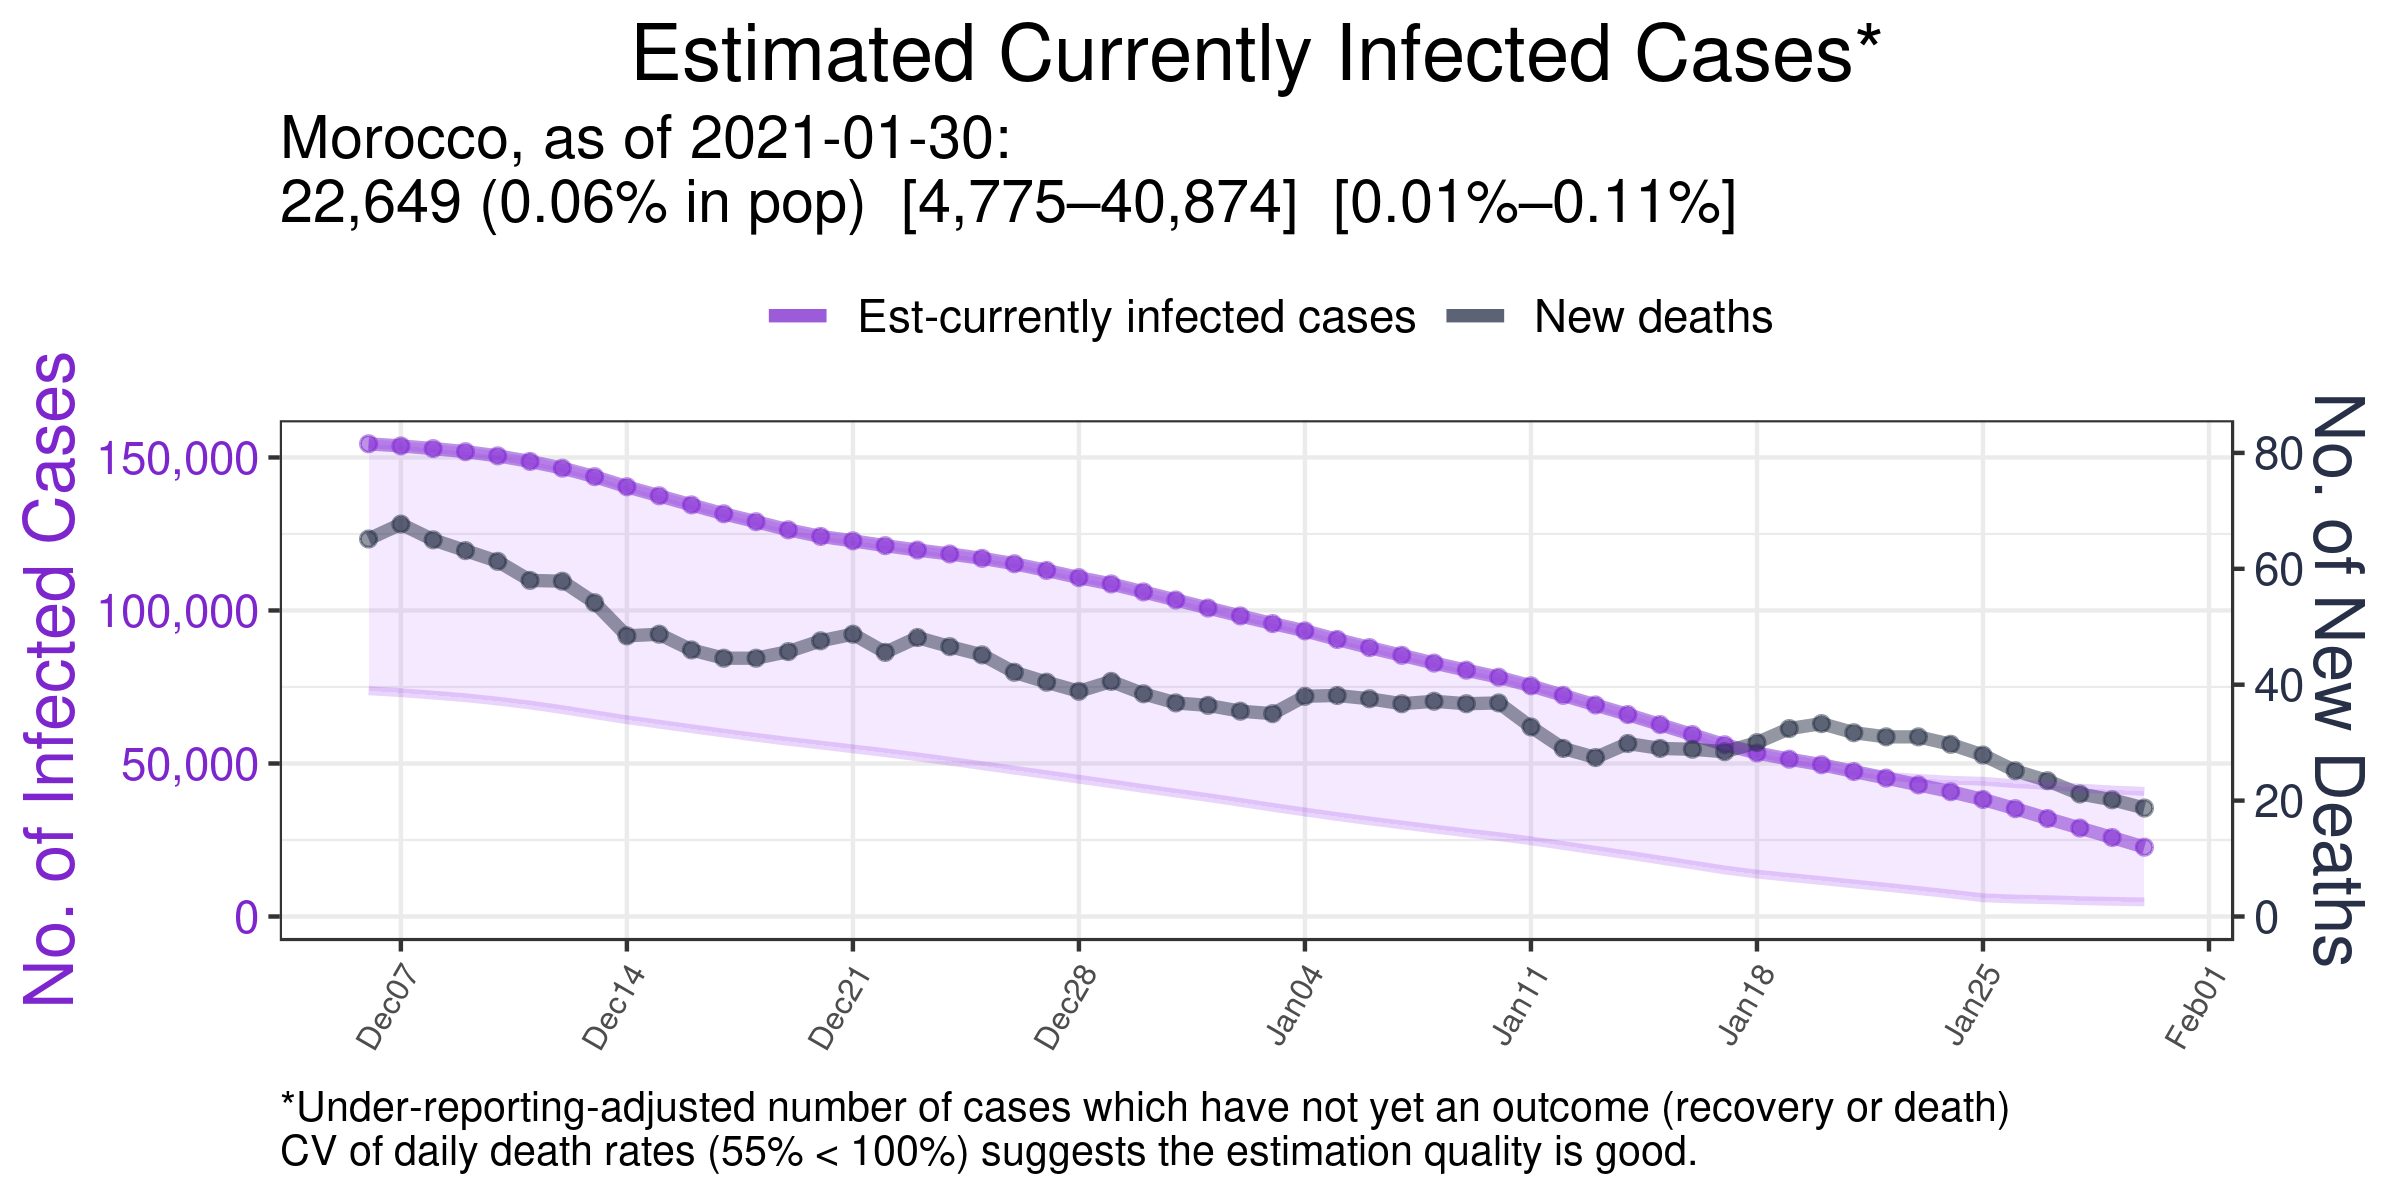 Estimated Currently Infected Cases*
Morocco, as of 2021-01-30:
22,649 (0.06% in pop)  [4,775–40,874]  [0.01%–0.11%]
Est-currently infected cases
New deaths
No. of Infected Cases
150,000
100,000
50,000
0
80
60
40
20
0
No. of New Deaths
Dec07
Dec14
Dec21
Dec28
Jan04
Jan11
Jan18
Jan25
Feb01
*Under-reporting-adjusted number of cases which have not yet an outcome (recovery or death)
CV of daily death rates (55% < 100%) suggests the estimation quality is good.